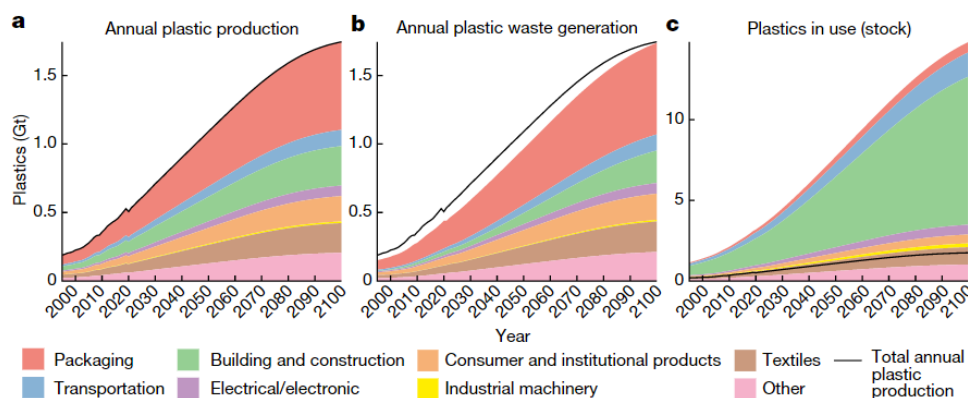 a Annual plastic production
b Annual plastic waste generation
c Plastics in use (stock)
Plastics (Gt)
1.5
1.0
0.5
0
2000 2010 2020 2030 2040 2050 2060 2070 2080 2090 2100
1.5
1.0
0.5
0
2000 2010 2020 2030 2040 2050 2060 2070 2080 2090 2100
10
5
0
2000 2010 2020 2030 2040 2050 2060 2070 2080 2090 2100
Year
Packaging Building and construction Consumer and institutional products Textiles Total annual
plastic
production
Transportation Electrical/electronic Industrial machinery Other